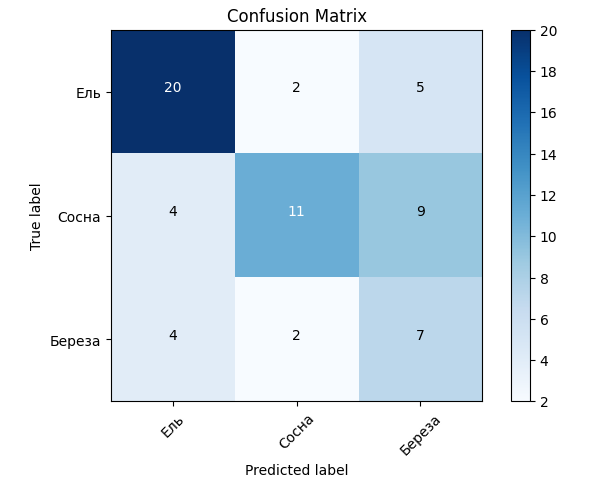 Confusion Matrix
True label
Ель
Сосна
Береза
20 2 5
4 11 9
4 2 7
Ель Сосна Береза
Predicted label
20
18
16
14
12
10
8
6
4
2